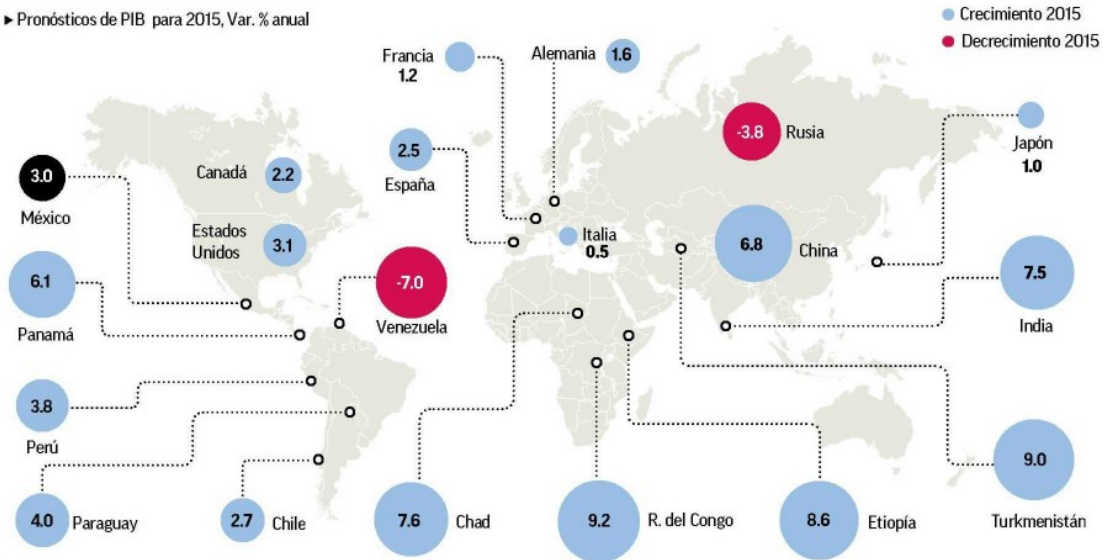 ▸ Pronósticos de PIB para 2015, Var. % anual
Crecimiento 2015
Decrecimiento 2015
Francia
1.2
Alemania
1.6
-3.8
Rusia
Japón
1.0
3.0
México
Canadá
2.2
2.5
España
Estados
Unidos
3.1
Italia
0.5
6.8
China
6.1
Panamá
-7.0
Venezuela
7.5
India
3.8
Perú
9.0
Turkmenistán
4.0
Paraguay
2.7
Chile
7.6
Chad
9.2
R. del Congo
8.6
Etiopía